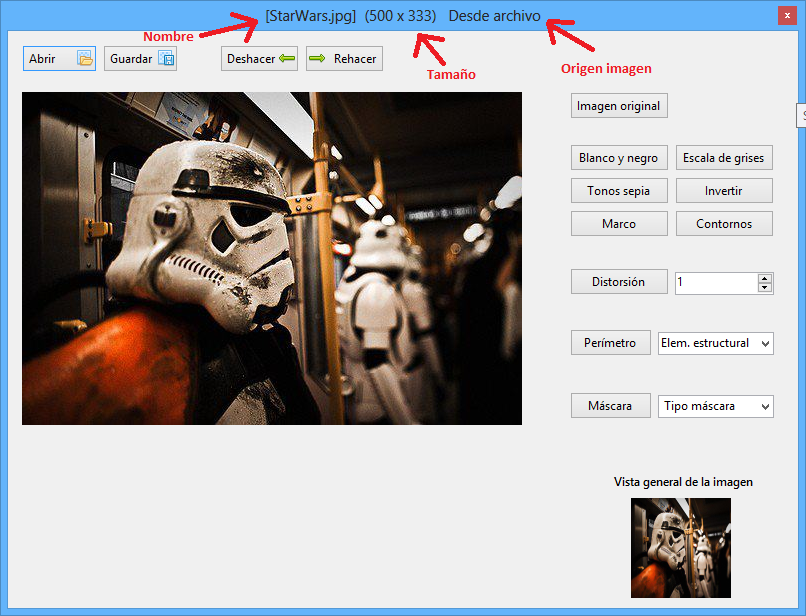 [StarWars.jpg] (500 x 333) Desde archivo
x
Nombre
Tamaño
Origen imagen
Abrir
Guardar
Deshacer
Rehacer
Imagen original
Blanco y negro
Escala de grises
Tonos sepia
Invertir
Marco
Contornos
Distorsión
1
Perímetro
Elem. estructural
Máscara
Tipo máscara
Vista general de la imagen